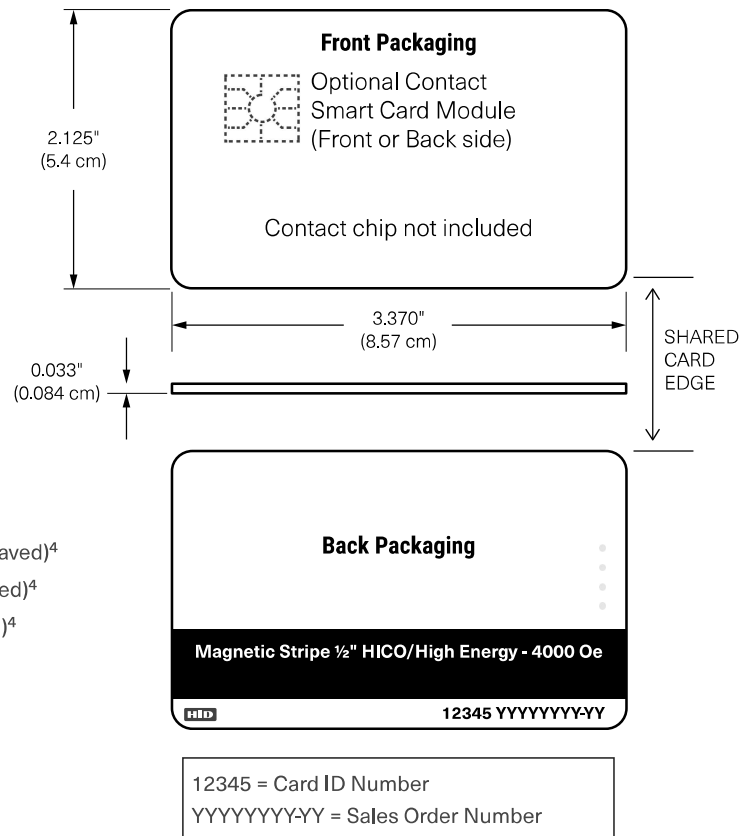 Front Packaging
Optional Contact
Smart Card Module
(Front or Back side)
Contact chip not included
2.125"
(5.4 cm)
3.370"
(8.57 cm)
0.033"
(0.084 cm)
SHARED
CARD
EDGE
aved)⁴
ed)⁴
)⁴
Back Packaging
Magnetic Stripe ½" HICO/High Energy - 4000 Oe
HID
12345 YYYYYYYY-YY
12345 = Card ID Number
YYYYYYYY-YY = Sales Order Number